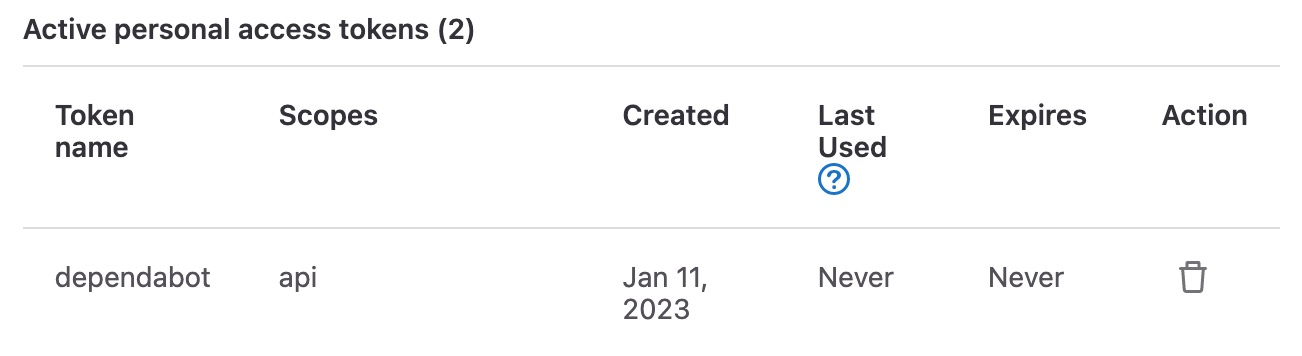 Active personal access tokens (2)
Token name Scopes Created Last Used ? Expires Action
dependabot api Jan 11, 2023 Never Never